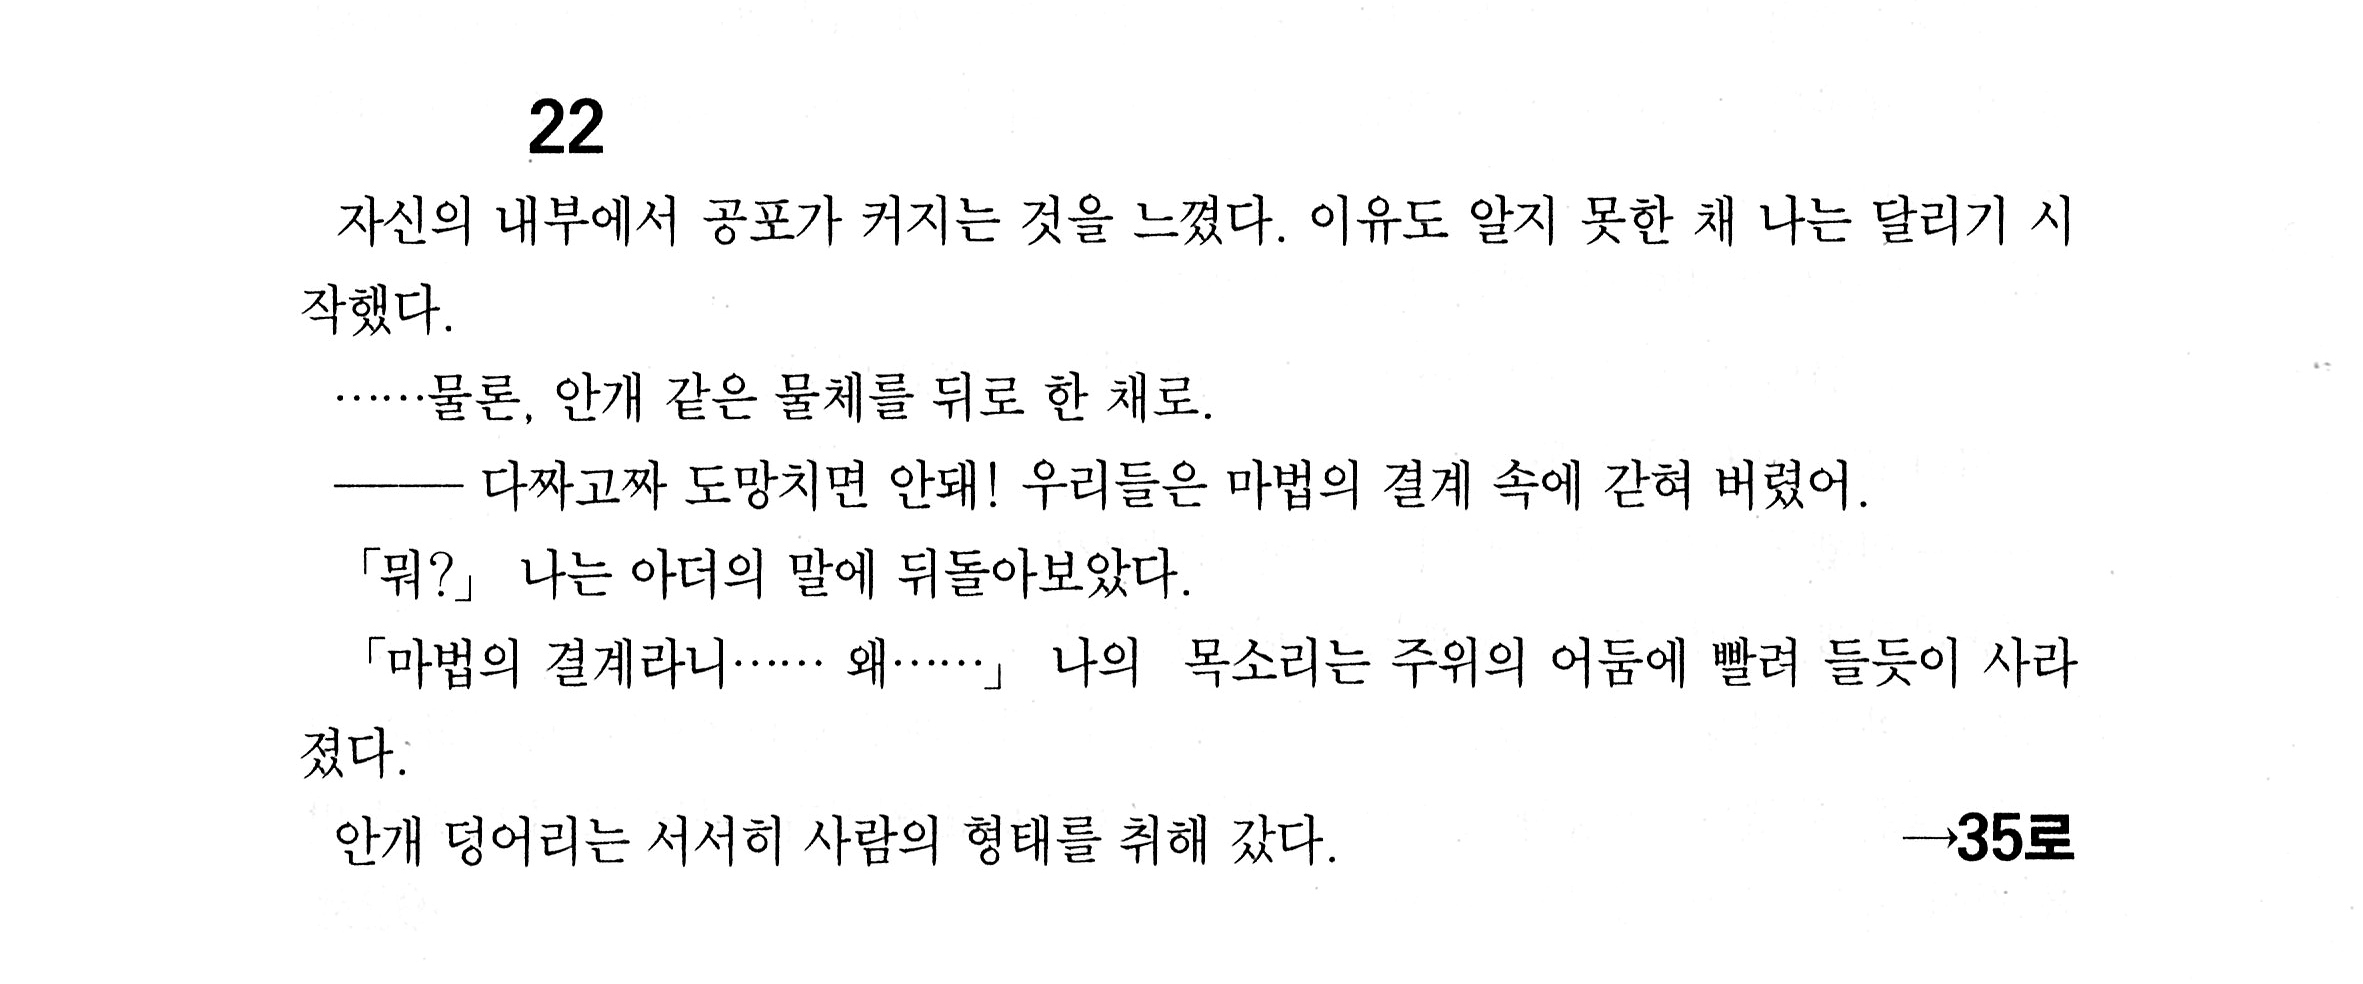 22
자신의 내부에서 공포가 커지는 것을 느꼈다. 이유도 알지 못한 채 나는 달리기 시
작했다.
……물론, 안개 같은 물체를 뒤로 한 채로.
—— 다짜고짜 도망치면 안돼! 우리들은 마법의 결계 속에 갇혀 버렸어.
「뭐?」 나는 아더의 말에 뒤돌아보았다.
「마법의 결계라니…… 왜……」 나의 목소리는 주위의 어둠에 빨려 들듯이 사라
졌다.
안개 덩어리는 서서히 사람의 형태를 취해 갔다. →35로